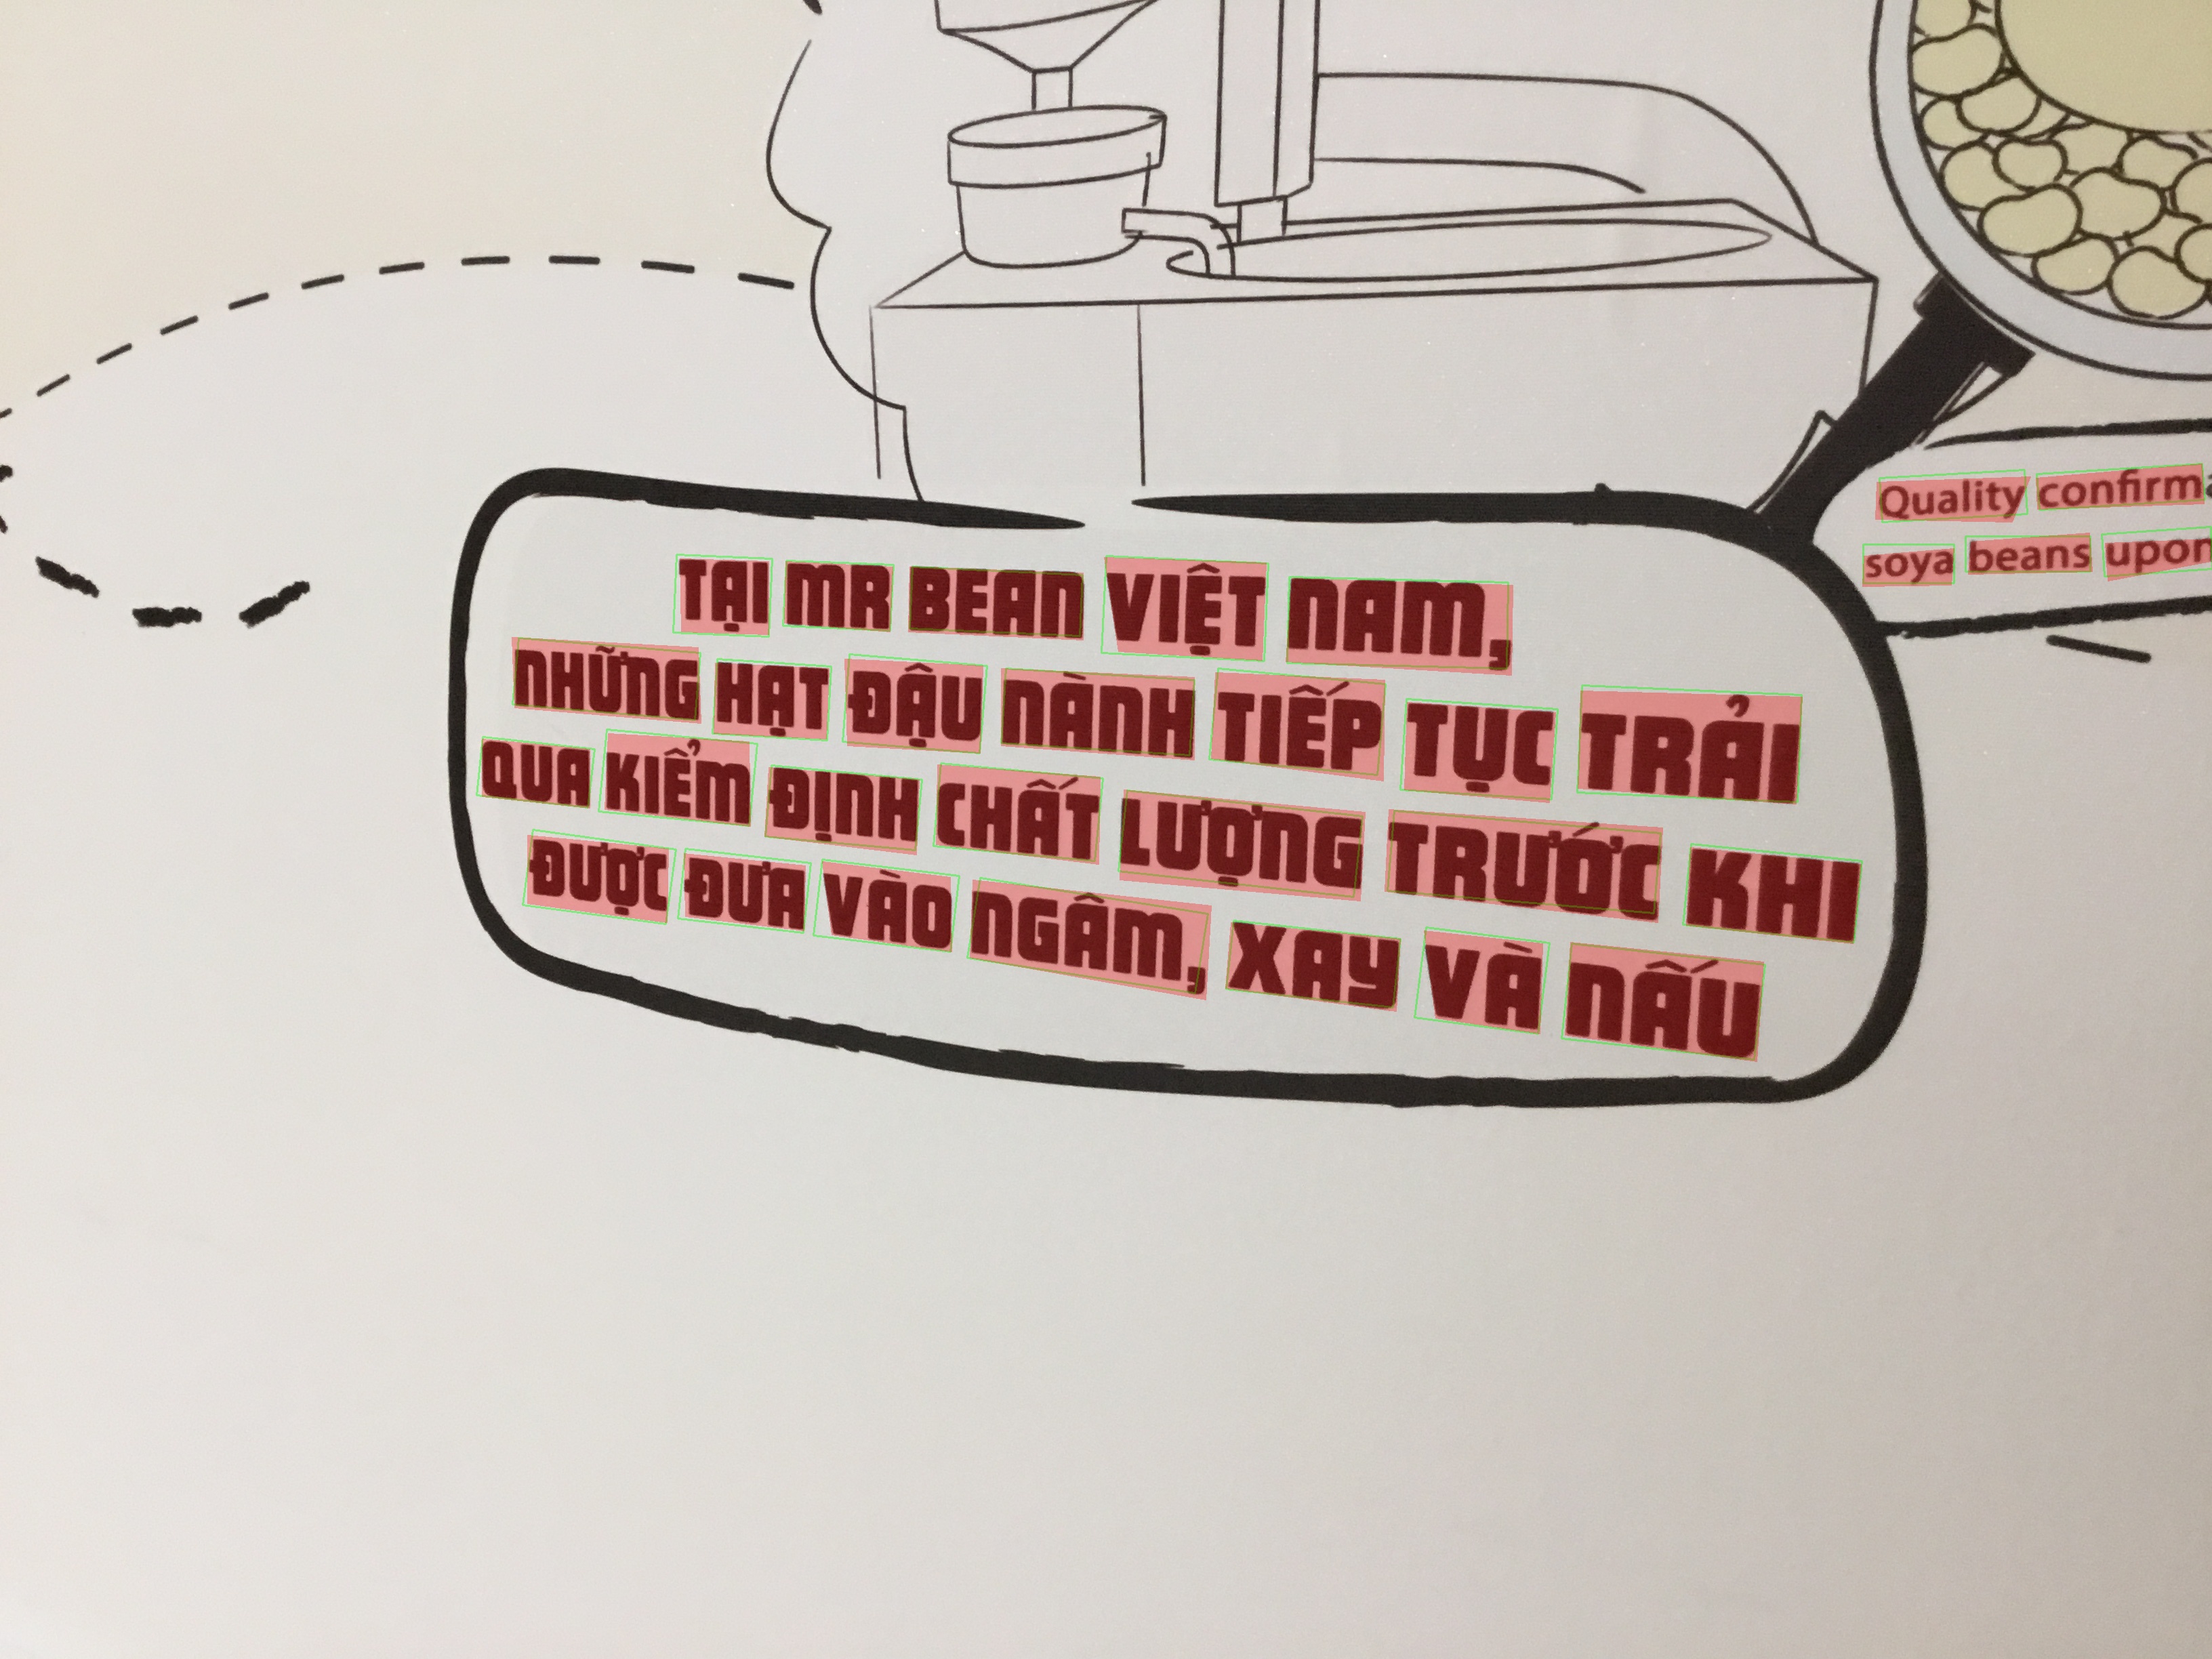 TẠI MR BEAN VIỆT NAM,
NHỮNG HẠT ĐẬU NÀNH TIẾP TỤC TRẢI
QUA KIỂM ĐỊNH CHẤT LƯỢNG TRƯỚC KHI
ĐƯỢC ĐƯA VÀO NGÂM, XAY VÀ NẤU
Quality
soya beans upon